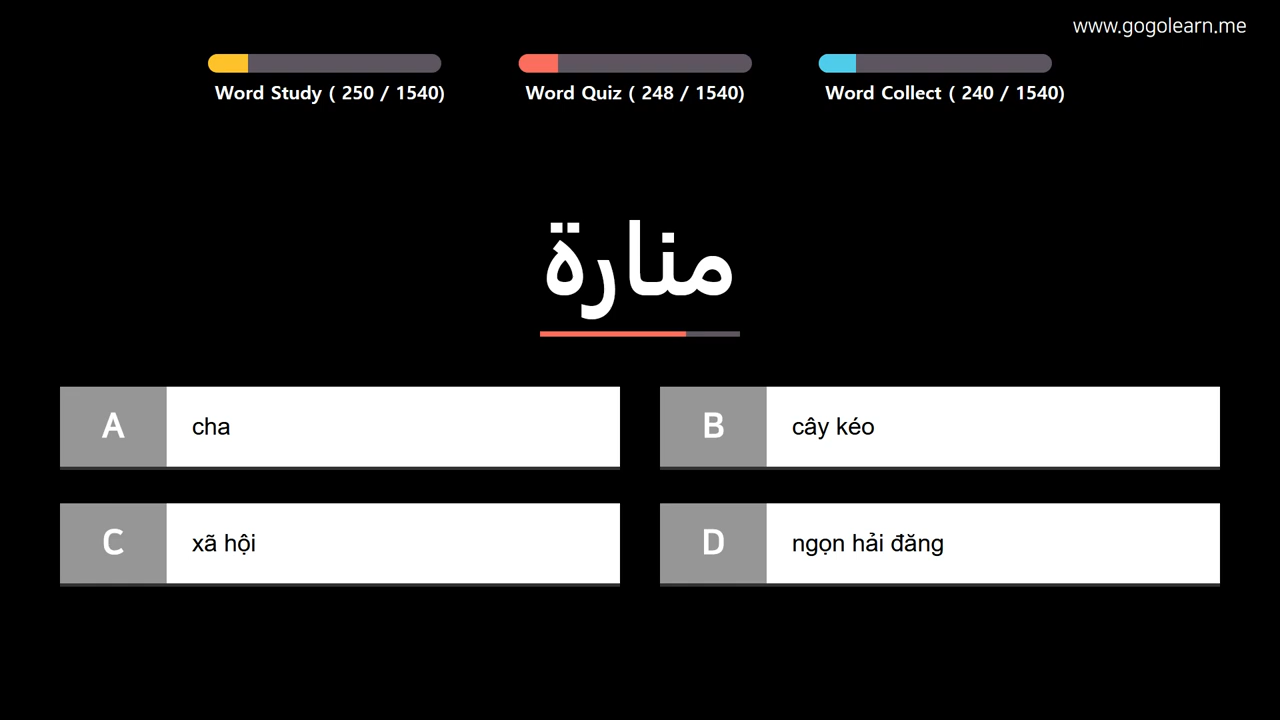 www.gogolearn.me
Word Study ( 250 / 1540)
Word Quiz ( 248 / 1540)
Word Collect ( 240 / 1540)
منارة
A cha
B cây kéo
C xã hội
D ngọn hải đăng